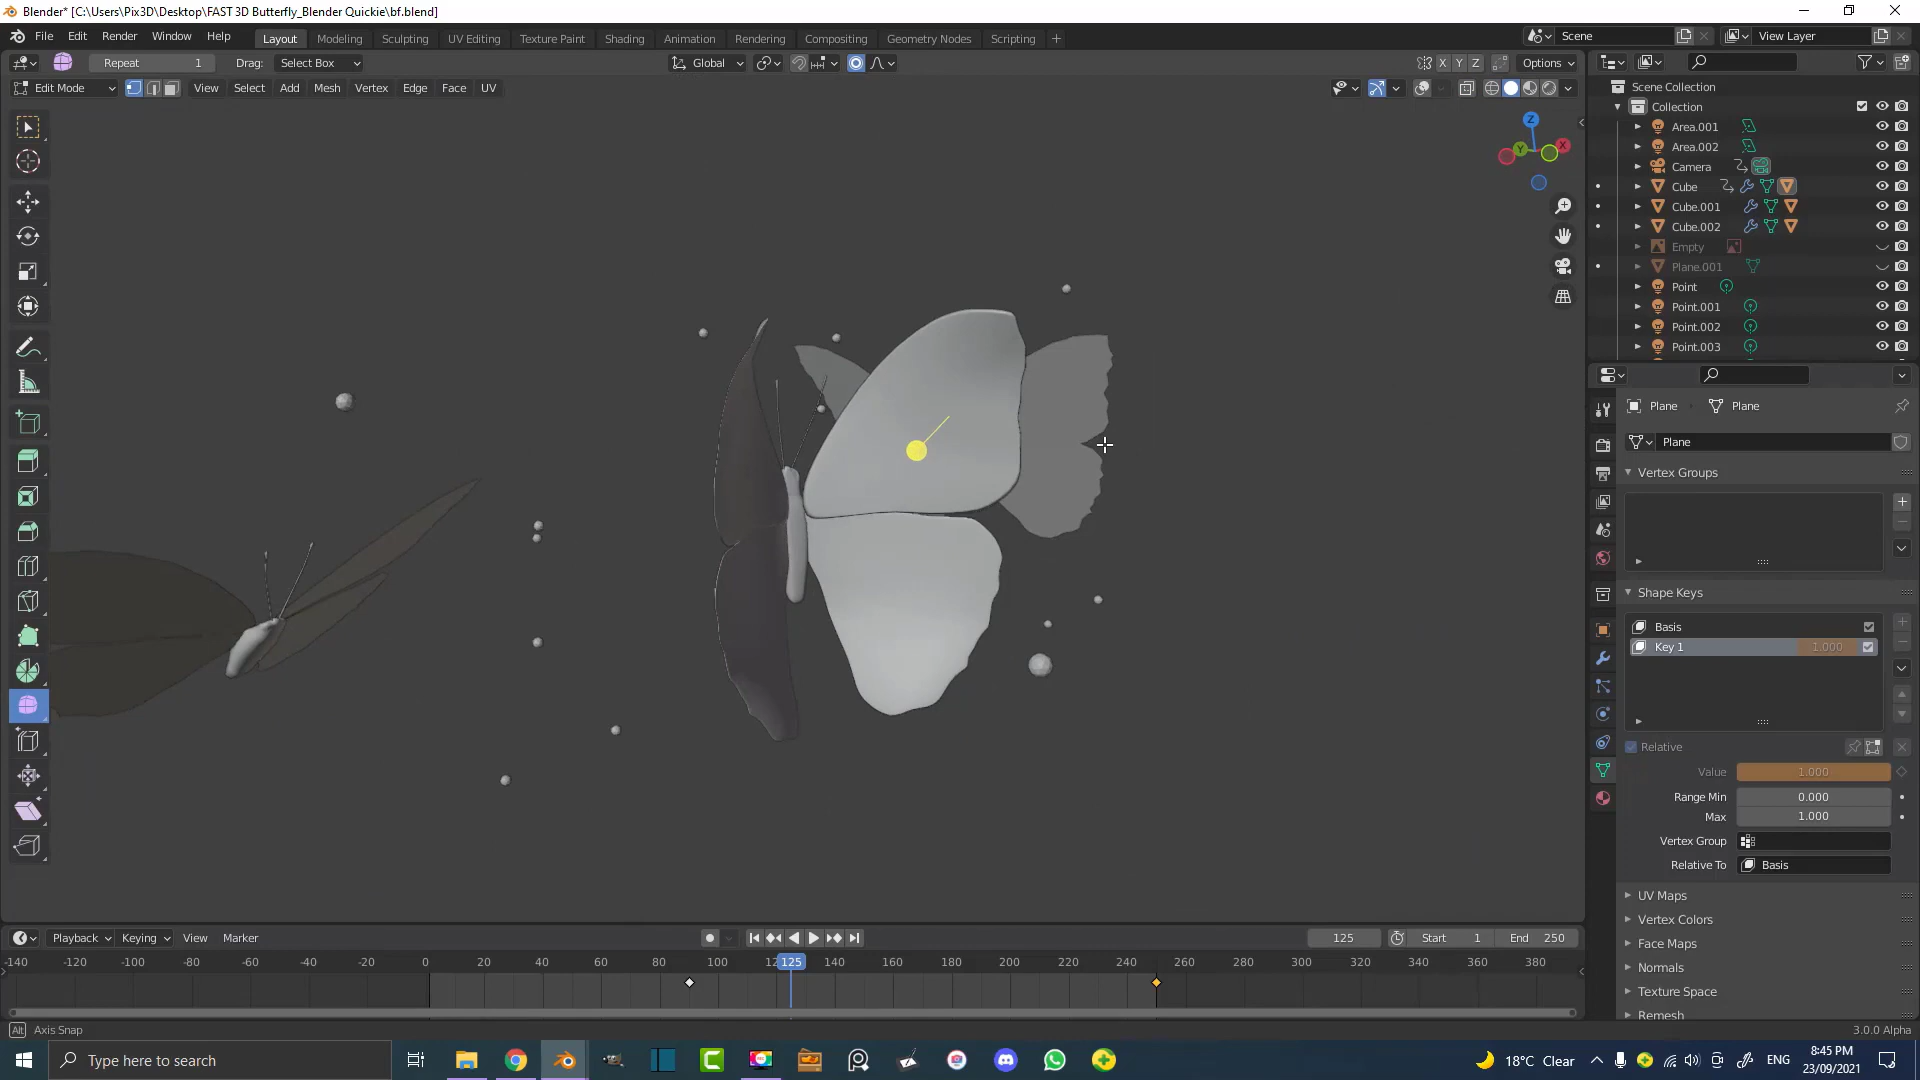 Blender* [C:\Users\Pix3D\Desktop\FAST 3D Butterfly_Blender Quickie\bf.blend]
File Edit Render Window Help Layout Modeling Sculpting UV Editing Texture Paint Shading Animation Rendering Compositing Geometry Nodes Scripting + Scene View Layer
Repeat 1 Drag: Select Box Global X Y Z Options
Edit Mode View Select Add Mesh Vertex Edge Face UV
Scene Collection
Collection
Area.001
Area.002
Camera
Cube
Cube.001
Cube.002
Empty
Plane.001
Point
Point.001
Point.002
Point.003
Z
Y
X
Plane Plane
Plane
Vertex Groups
Shape Keys
Basis
Key 1 1.000
Relative
Value 1.000
Range Min 0.000
Max 1.000
Vertex Group
Relative To Basis
UV Maps
Vertex Colors
Face Maps
Normals
Texture Space
Remesh
Playback Keying View Marker 125 Start 1 End 250
-140 -120 -100 -80 -60 -40 -20 0 20 40 60 80 100 12 125 140 160 180 200 220 240 260 280 300 320 340 360 380
Alt Axis Snap 3.0.0 Alpha
Type here to search 18°C Clear ENG 8:45 PM
23/09/2021